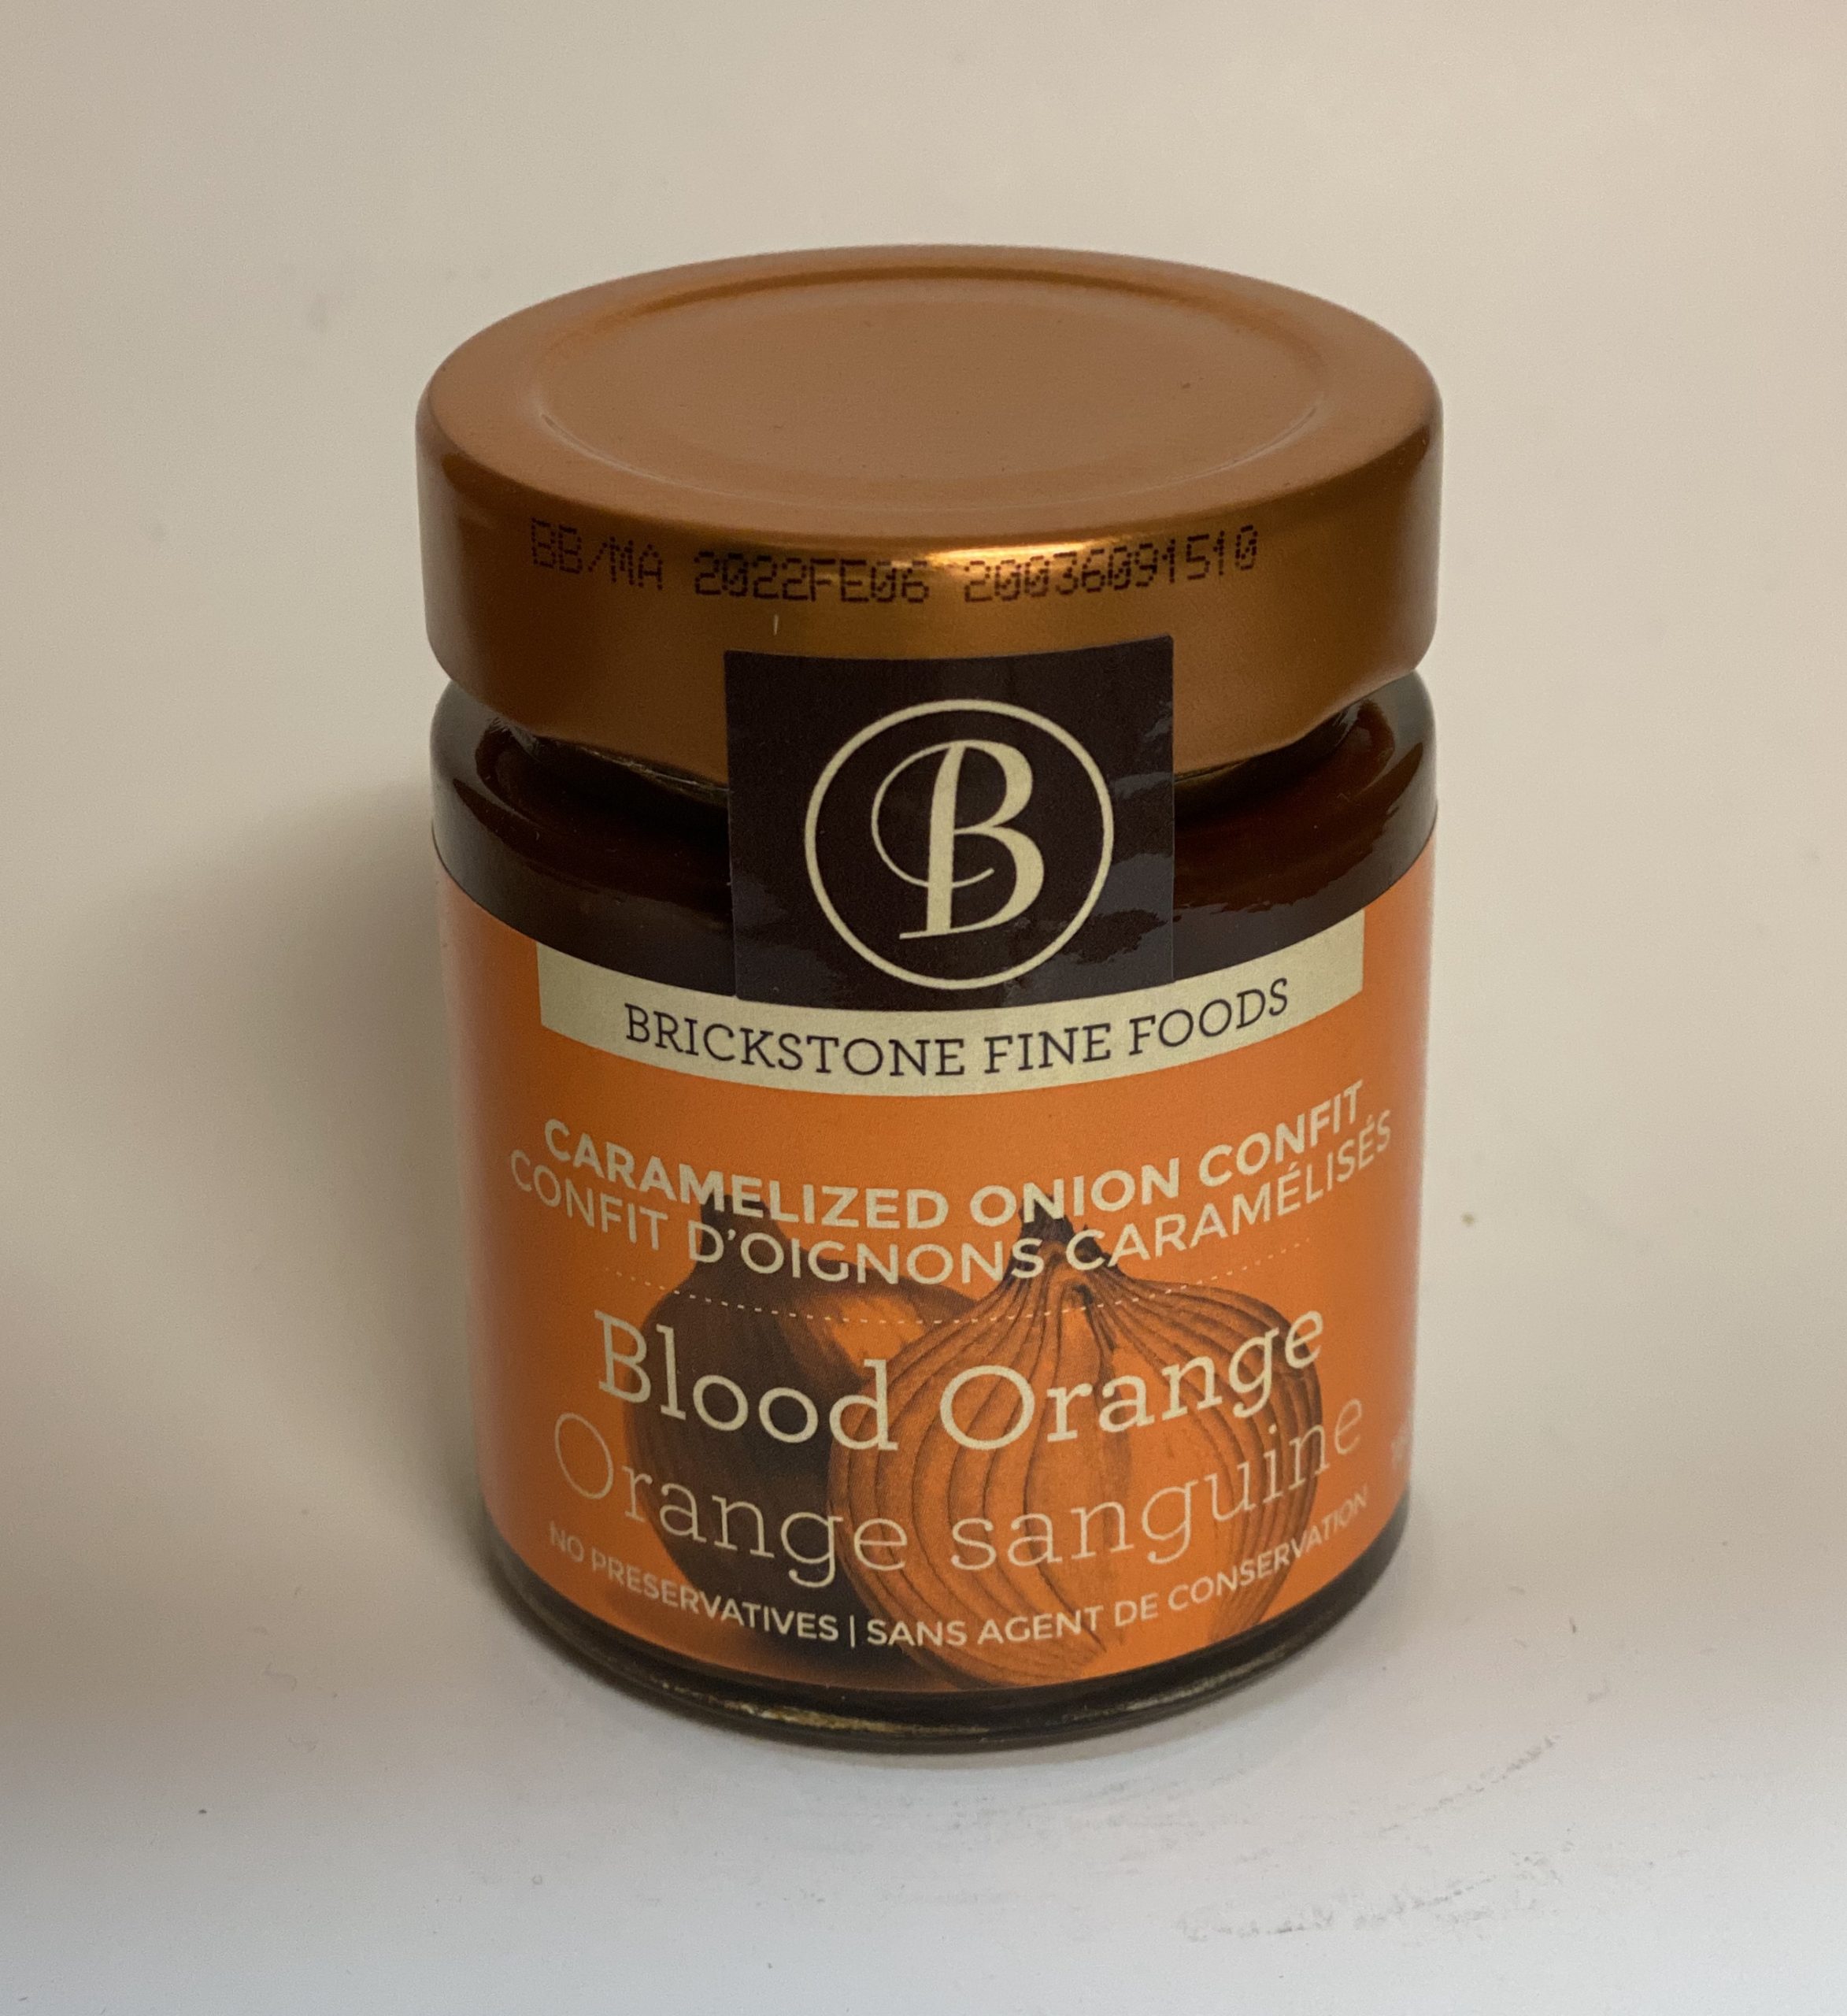 BB/MA 2022FE06 20036091510
B
BRICKSTONE FINE FOODS
CARAMELIZED ONION CONFIT
CONFIT D'OIGNONS CARAMÉLISÉS
Blood Orange
Orange sanguine
NO PRESERVATIVES | SANS AGENT DE CONSERVATION